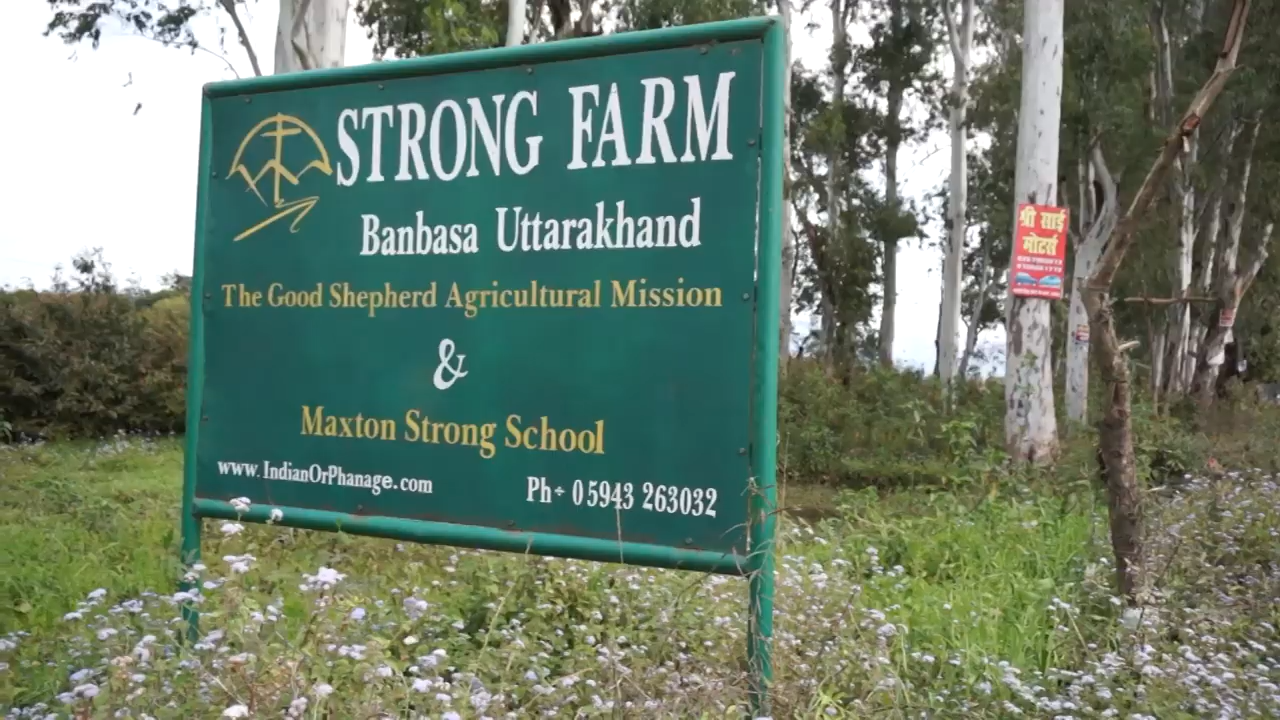 STRONG FARM
Banbasa Uttarakhand
The Good Shepherd Agricultural Mission
&
Maxton Strong School
www.IndianOrPhanage.com
Ph÷ 05943 263032
श्री साई
मोटर्स